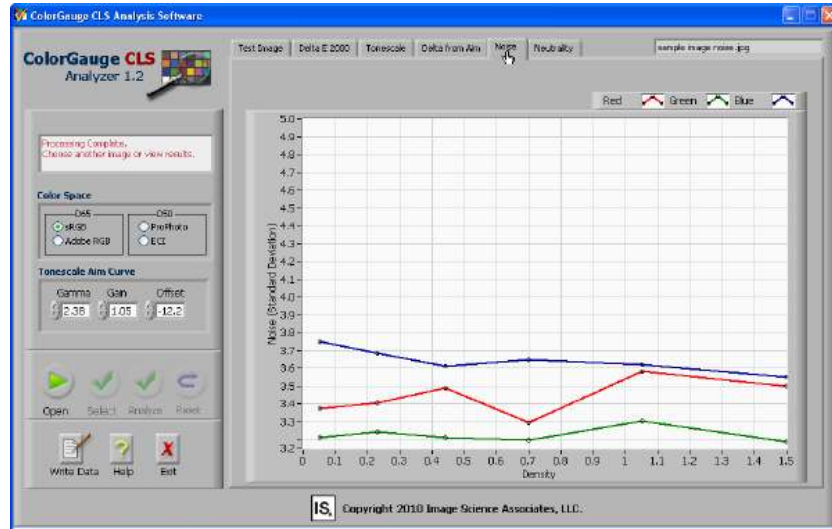 ColorGauge CLS Analysis Software
ColorGauge CLS
Analyzer 1.2
Test Image
Delta E 2000
Tonescale
Delta from Aim
Noise
Neutrality
sample image noise.jpg
Processing Complete.
Choose another image or view results.
Color Space
D65
D50
sRGB
ProPhoto
Adobe RGB
ECI
Tonescale Aim Curve
Gamma Gain Offset
2.38 1.05 -12.2
Open Select Analyze Reset
Write Data Help Exit
Red Green Blue
5.0
4.9
4.8
4.7
4.6
4.5
4.4
4.3
4.2
4.1
4.0
3.9
3.8
3.7
3.6
3.5
3.4
3.3
3.2
Noise (Standard Deviation)
0 0.1 0.2 0.3 0.4 0.5 0.6 0.7 0.8 0.9 1 1.1 1.2 1.3 1.4 1.5
Density
IS. Copyright 2010 Image Science Associates, LLC.